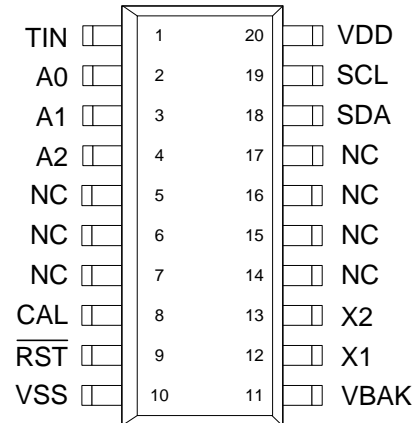 TIN 1 20 VDD
A0 2 19 SCL
A1 3 18 SDA
A2 4 17 NC
NC 5 16 NC
NC 6 15 NC
NC 7 14 NC
CAL 8 13 X2
RST 9 12 X1
VSS 10 11 VBAK